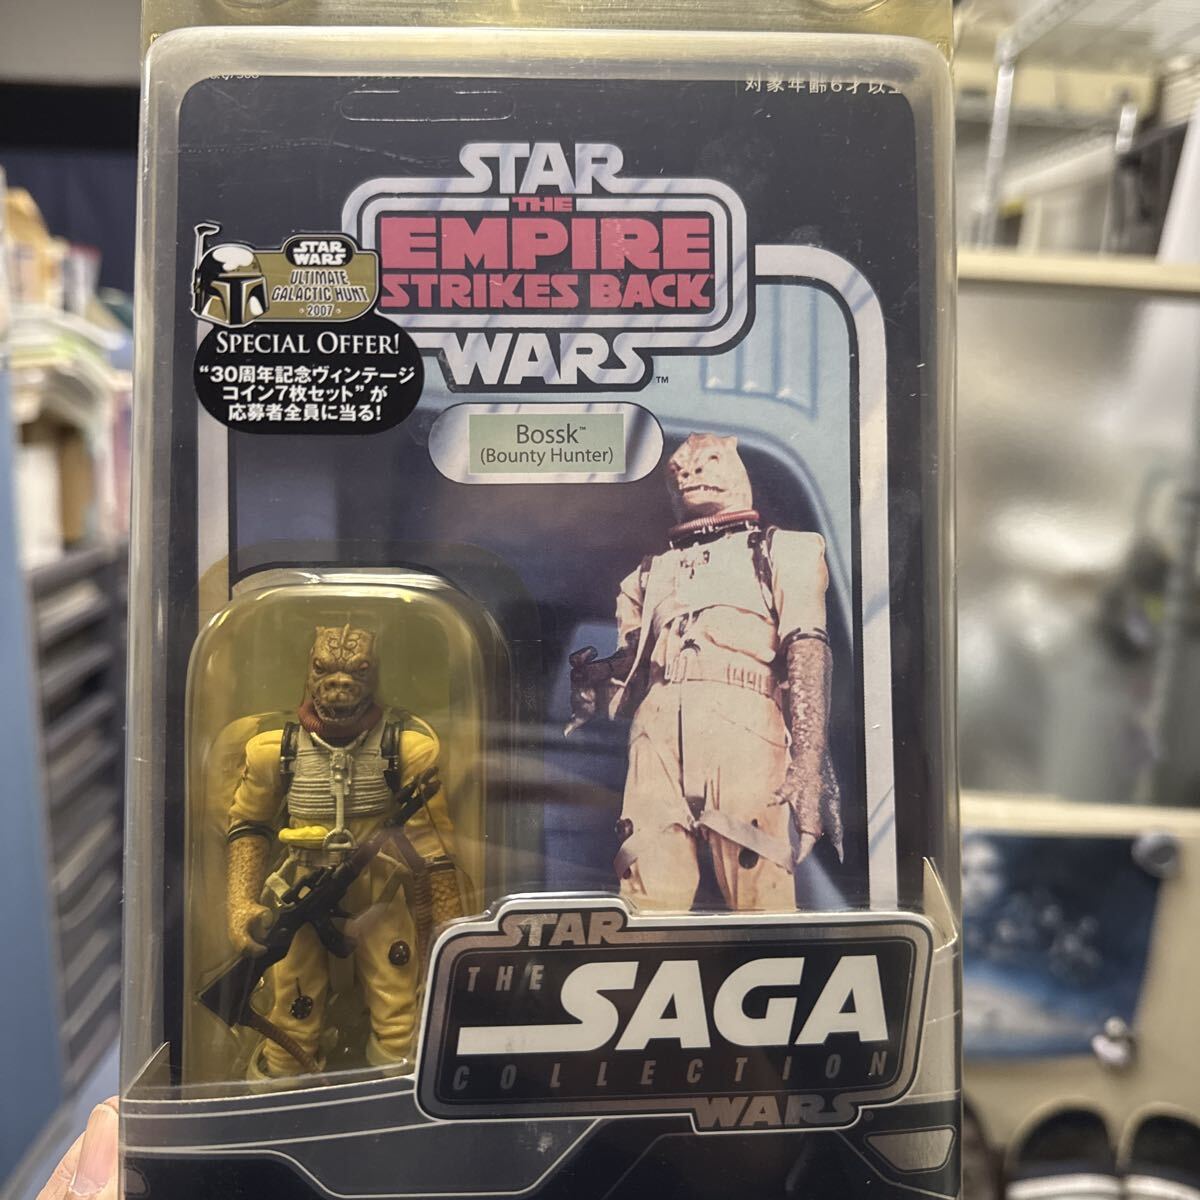 対象年齢6才以上
STAR
THE
EMPIRE
STRIKES BACK
WARS™
STAR
WARS
ULTIMATE
GALACTIC HUNT
•2007•
SPECIAL OFFER!
“30周年記念ヴィンテージ
コイン7枚セット”が
応募者全員に当る!
Bossk™
(Bounty Hunter)
STAR
THE
SAGA
COLLECTION
WARS®